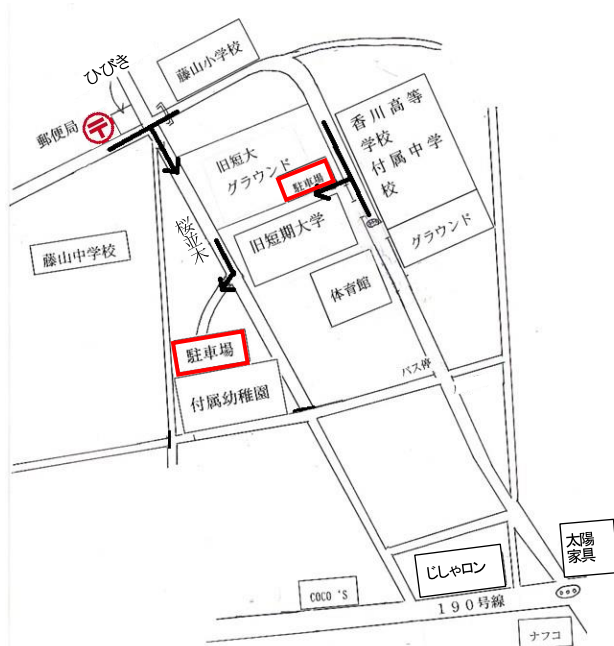 ひびき
藤山小学校
郵便局
〒
香川高等
学校
付属中学
校
旧短大
グラウンド
駐車場
旧短期大学
グラウンド
桜並木
藤山中学校
体育館
駐車場
付属幼稚園
バス停
太陽
家具
じしゃロン
COCO'S
190号線
ナフコ